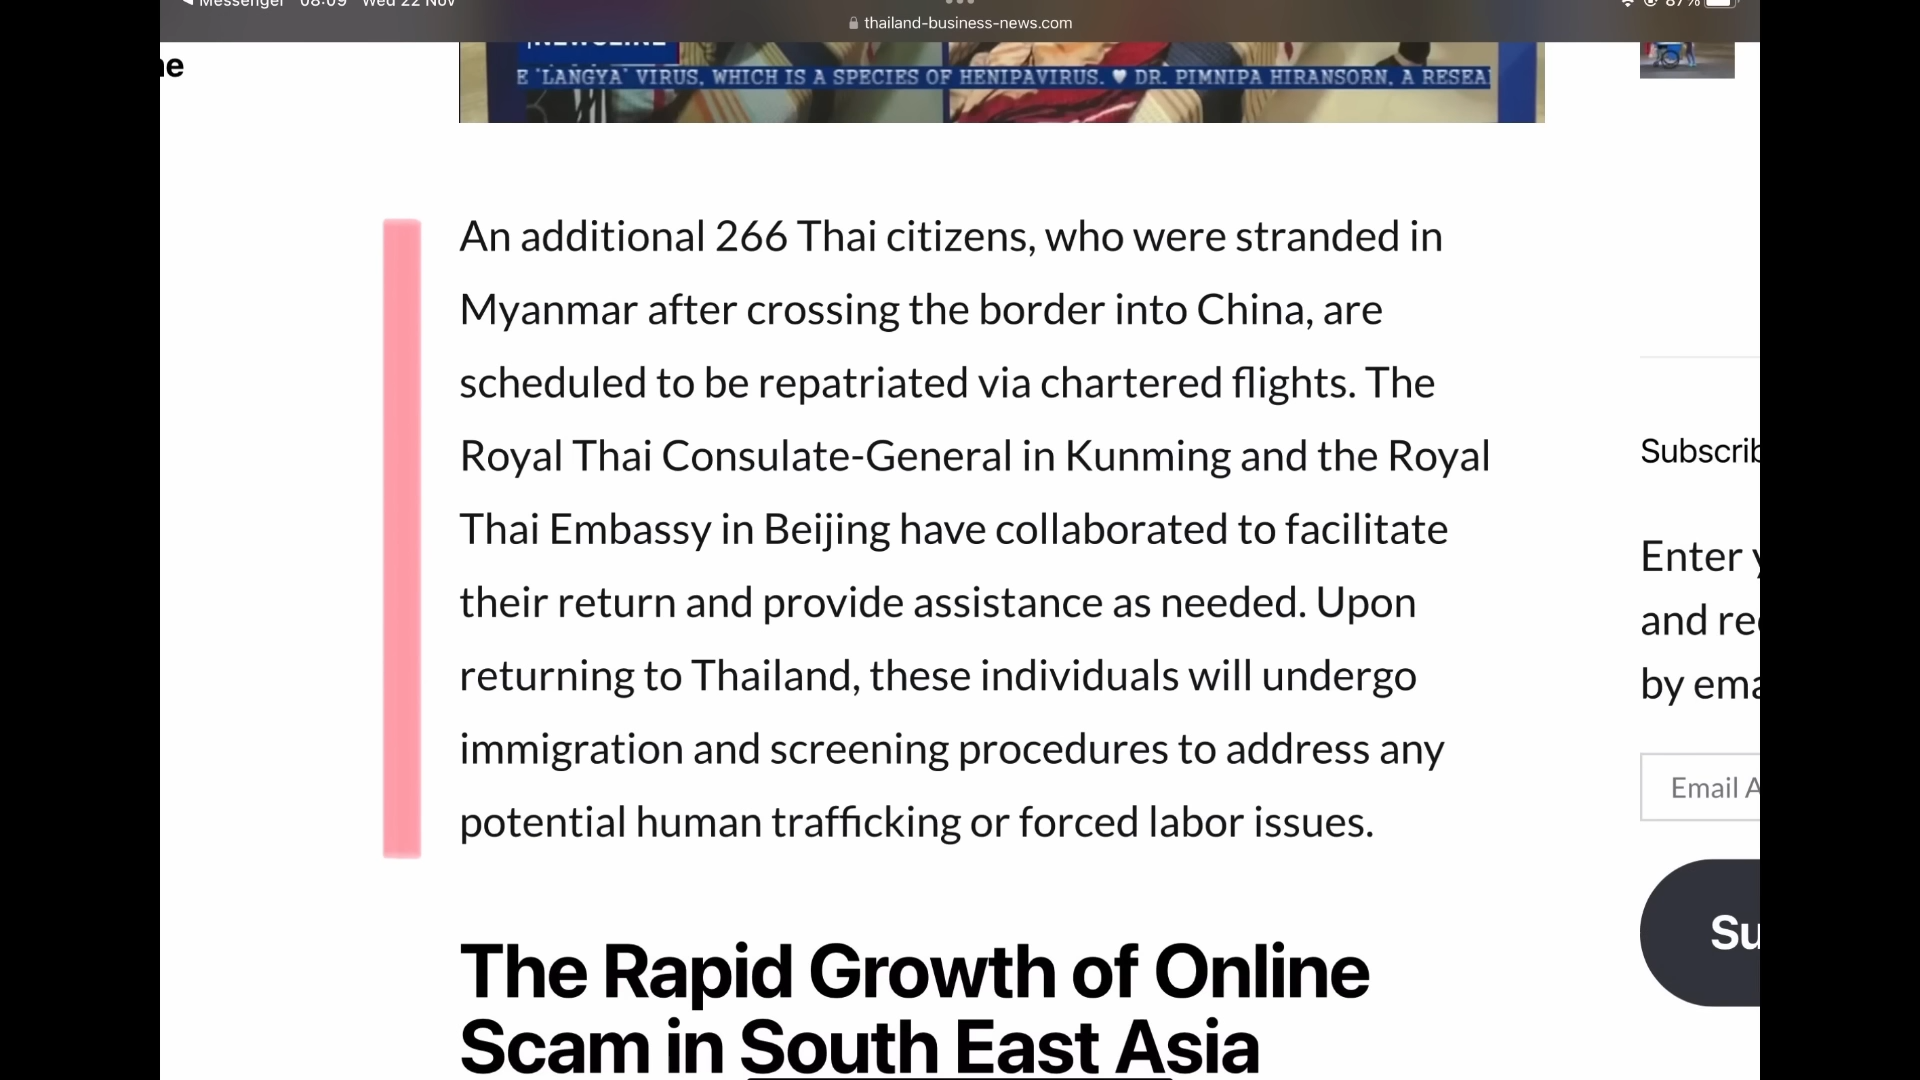 Messenger 08:09 Wed 22 Nov
87%
thailand-business-news.com
NEWSLINE
E 'LANGYA' VIRUS, WHICH IS A SPECIES OF HENIPAVIRUS. ♥ DR. PIMNIPA HIRANSORN, A RESEA
An additional 266 Thai citizens, who were stranded in
Myanmar after crossing the border into China, are
scheduled to be repatriated via chartered flights. The
Royal Thai Consulate-General in Kunming and the Royal
Thai Embassy in Beijing have collaborated to facilitate
their return and provide assistance as needed. Upon
returning to Thailand, these individuals will undergo
immigration and screening procedures to address any
potential human trafficking or forced labor issues.
The Rapid Growth of Online
Scam in South East Asia
Subscrib
Enter y
and re
by ema
Email A
Su